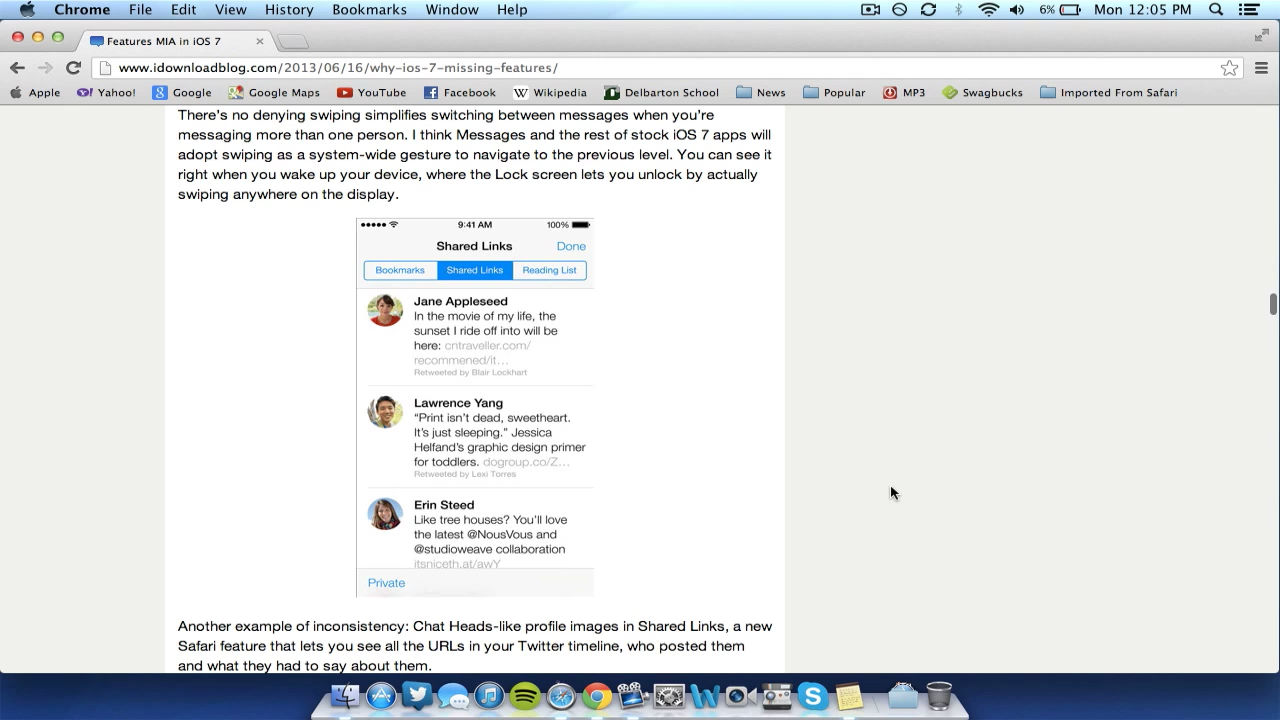 Chrome File Edit View History Bookmarks Window Help 6% Mon 12:05 PM
Features MIA in iOS 7
www.idownloadblog.com/2013/06/16/why-ios-7-missing-features/
Apple Yahoo! Google Google Maps YouTube Facebook Wikipedia Delbarton School News Popular MP3 Swagbucks Imported From Safari
There's no denying swiping simplifies switching between messages when you're
messaging more than one person. I think Messages and the rest of stock iOS 7 apps will
adopt swiping as a system-wide gesture to navigate to the previous level. You can see it
right when you wake up your device, where the Lock screen lets you unlock by actually
swiping anywhere on the display.
9:41 AM 100%
Shared Links Done
Bookmarks Shared Links Reading List
Jane Appleseed
In the movie of my life, the
sunset I ride off into will be
here: cntraveller.com/
recommened/it…
Retweeted by Blair Lockhart
Lawrence Yang
“Print isn’t dead, sweetheart.
It’s just sleeping.” Jessica
Helfand’s graphic design primer
for toddlers. dogroup.co/Z…
Retweeted by Lexi Torres
Erin Steed
Like tree houses? You’ll love
the latest @NousVous and
@studioweave collaboration
itsniceth.at/awY
Private
Another example of inconsistency: Chat Heads-like profile images in Shared Links, a new
Safari feature that lets you see all the URLs in your Twitter timeline, who posted them
and what they had to say about them.